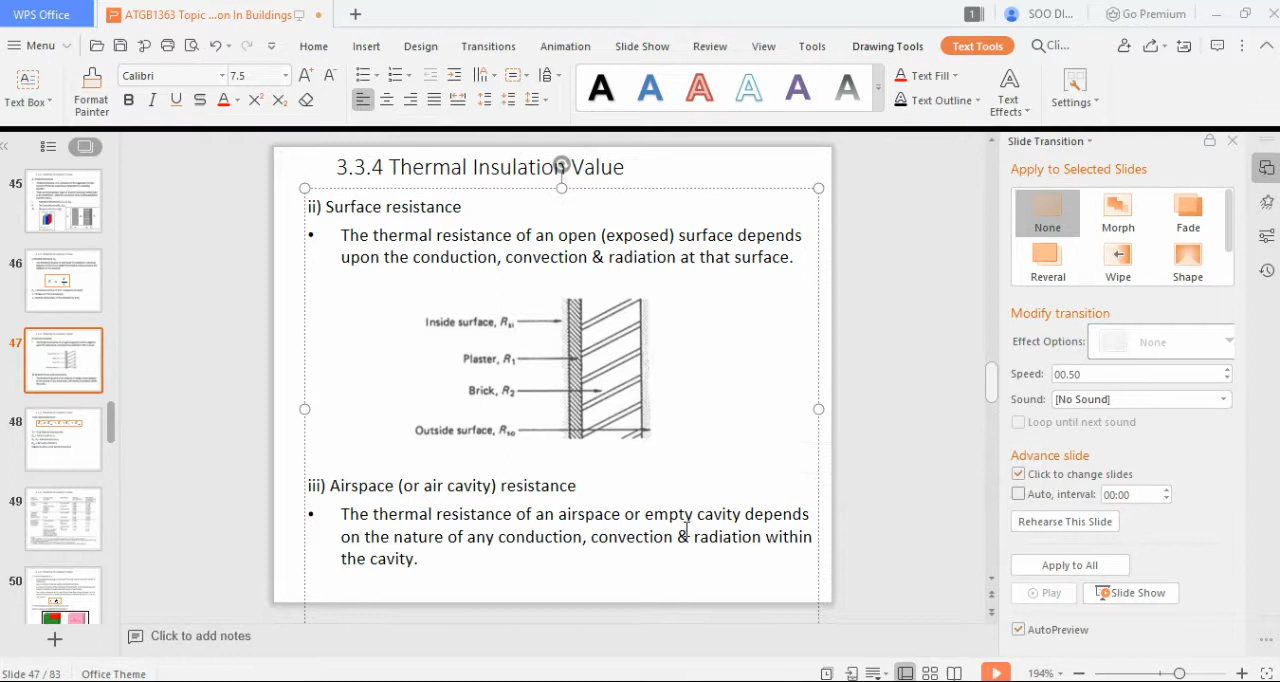 WPS Office
ATGB1363 Topic ...on In Buildings
1
SOO DI...
Go Premium
Menu
Home
Insert
Design
Transitions
Animation
Slide Show
Review
View
Tools
Drawing Tools
Text Tools
Cli...
Text Box
Format Painter
Calibri
7.5
B I U S A X² X₂
A A A A A A
Text Fill
Text Outline
Text Effects
Settings
45
46
47
48
49
50
3.3.4 Thermal Insulation Value
ii) Surface resistance
• The thermal resistance of an open (exposed) surface depends
upon the conduction, convection & radiation at that surface.
Inside surface, Rsi
Plaster, R1
Brick, R2
Outside surface, Rso
iii) Airspace (or air cavity) resistance
• The thermal resistance of an airspace or empty cavity depends
on the nature of any conduction, convection & radiation within
the cavity.
Slide Transition
Apply to Selected Slides
None
Morph
Fade
Reveral
Wipe
Shape
Modify transition
Effect Options:
None
Speed: 00.50
Sound: [No Sound]
Loop until next sound
Advance slide
Click to change slides
Auto, interval: 00:00
Rehearse This Slide
Apply to All
Play
Slide Show
AutoPreview
Click to add notes
Slide 47 / 83
Office Theme
194%